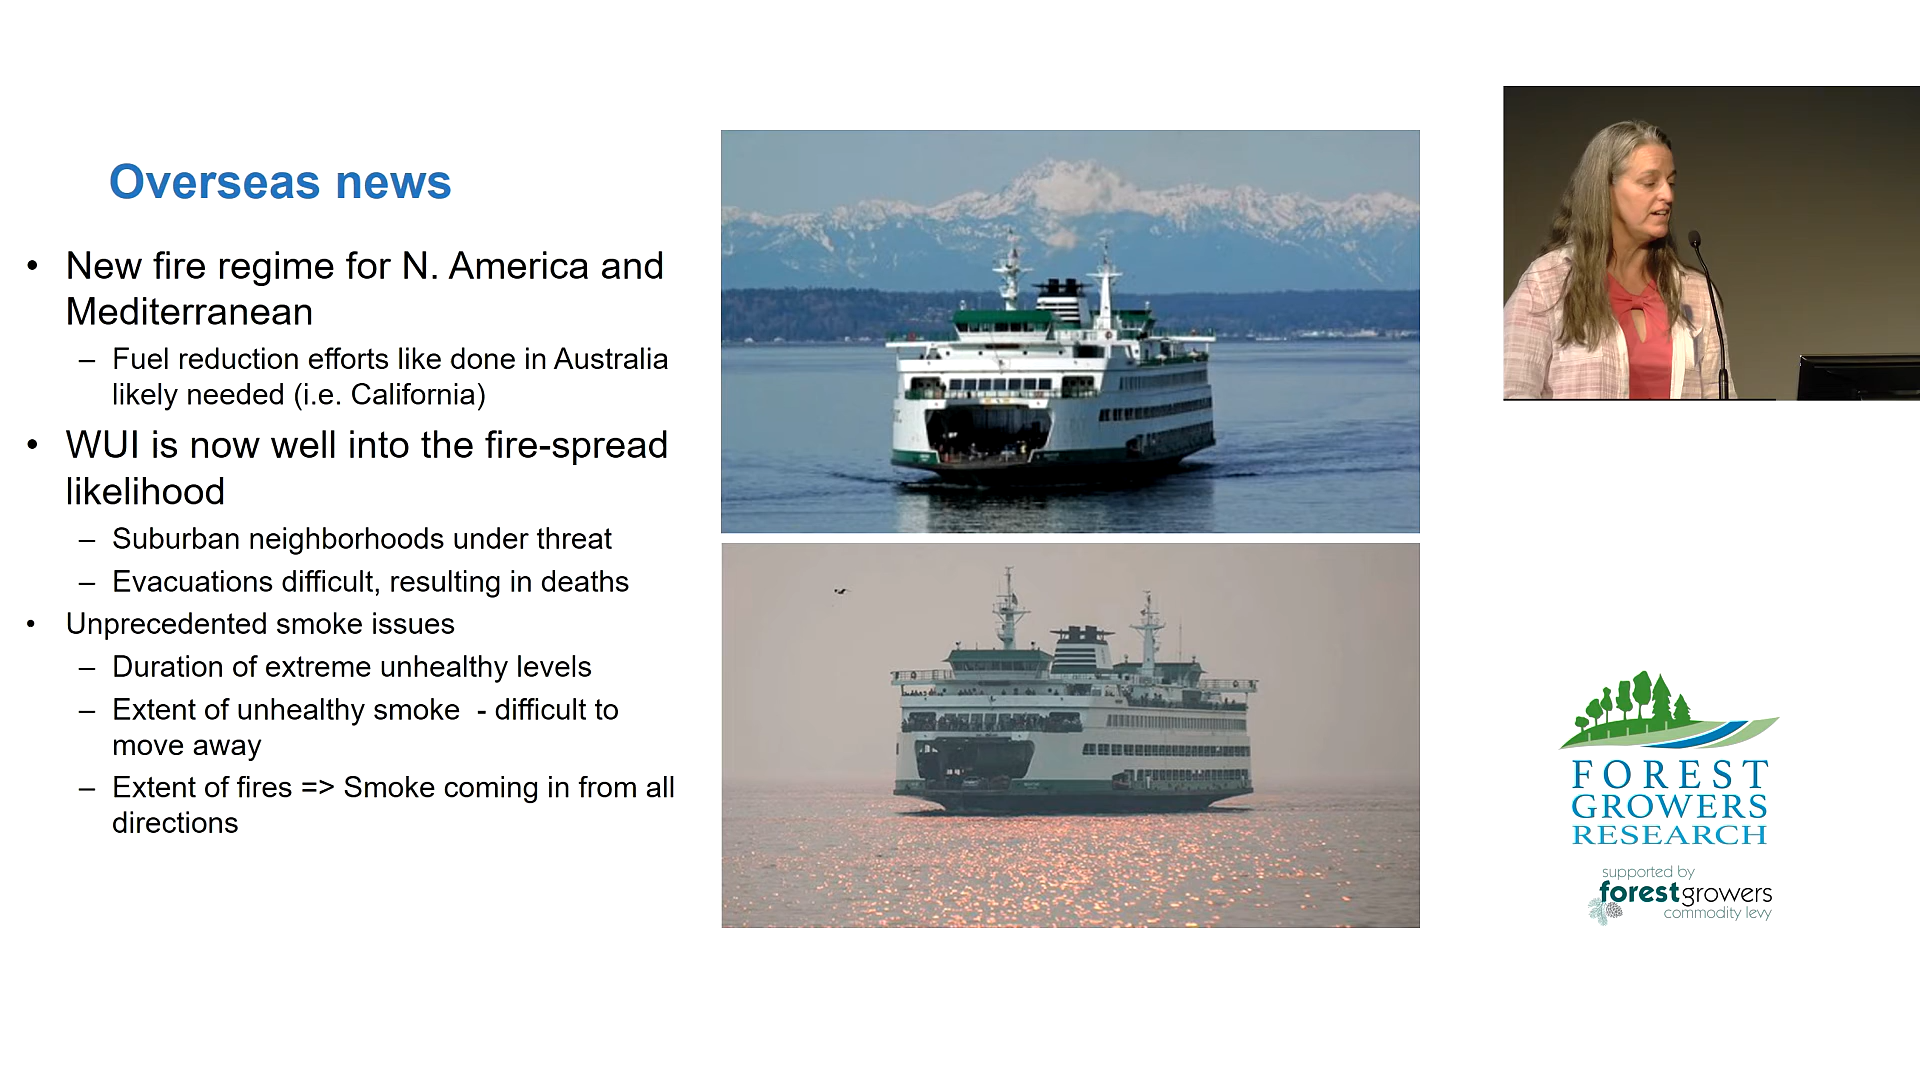 Overseas news
• New fire regime for N. America and
Mediterranean
– Fuel reduction efforts like done in Australia
likely needed (i.e. California)
• WUI is now well into the fire-spread
likelihood
– Suburban neighborhoods under threat
– Evacuations difficult, resulting in deaths
• Unprecedented smoke issues
– Duration of extreme unhealthy levels
– Extent of unhealthy smoke  - difficult to
move away
– Extent of fires => Smoke coming in from all
directions
FOREST
GROWERS
RESEARCH
supported by
forestgrowers
commodity levy